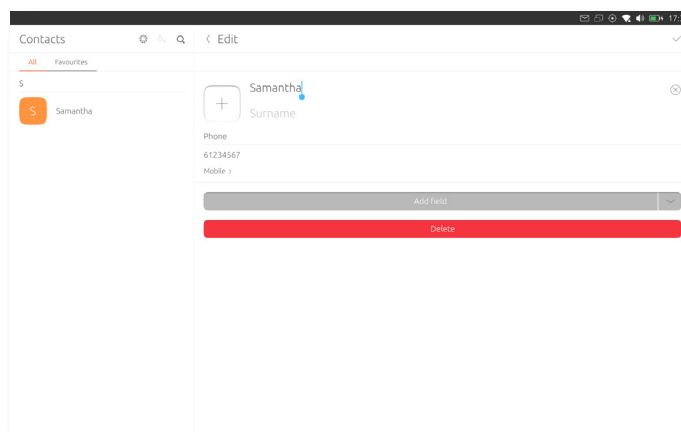 17:
Contacts
All Favourites
S
S Samantha
Edit
Samantha
Surname
Phone
61234567
Mobile
Add field
Delete